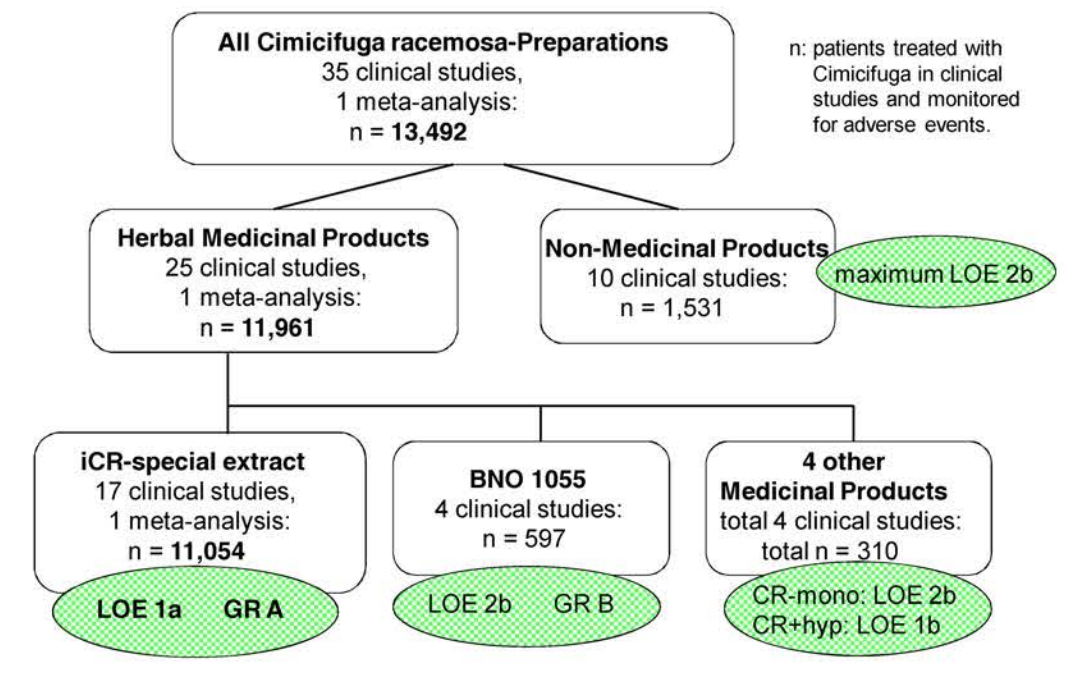 All Cimicifuga racemosa-Preparations
35 clinical studies,
1 meta-analysis:
n = 13,492
n: patients treated with
Cimicifuga in clinical
studies and monitored
for adverse events.
Herbal Medicinal Products
25 clinical studies,
1 meta-analysis:
n = 11,961
Non-Medicinal Products
10 clinical studies:
n = 1,531
maximum LOE 2b
iCR-special extract
17 clinical studies,
1 meta-analysis:
n = 11,054
LOE 1a GR A
BNO 1055
4 clinical studies:
n = 597
LOE 2b GR B
4 other
Medicinal Products
total 4 clinical studies:
total n = 310
CR-mono: LOE 2b
CR+hyp: LOE 1b